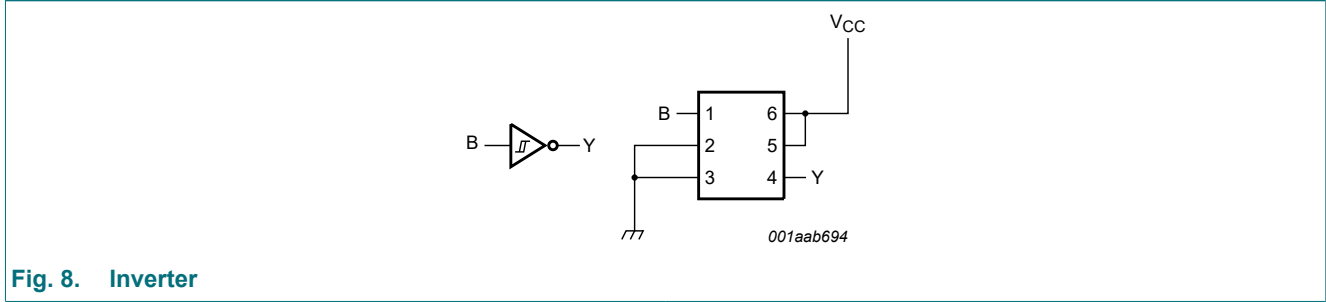 VCC
B 1 6
B Y 2 5
3 4 Y
001aab694
Fig. 8. Inverter